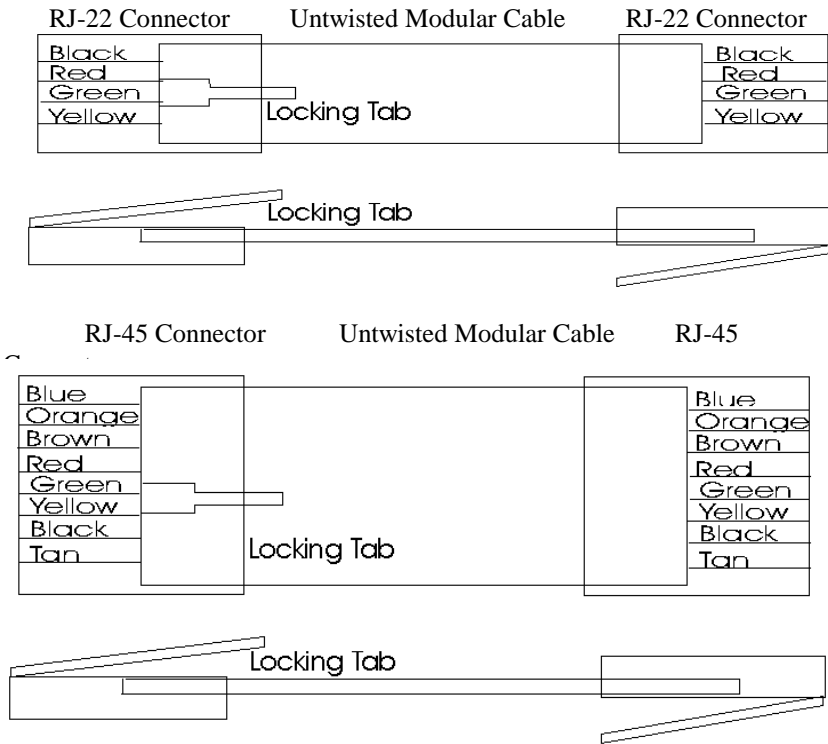 RJ-22 Connector Untwisted Modular Cable RJ-22 Connector
Black Black
Red Red
Green Green
Yellow Yellow
Locking Tab
Locking Tab
RJ-45 Connector Untwisted Modular Cable RJ-45
Blue Blue
Orange Orange
Brown Brown
Red Red
Green Green
Yellow Yellow
Black Black
Tan Tan
Locking Tab
Locking Tab